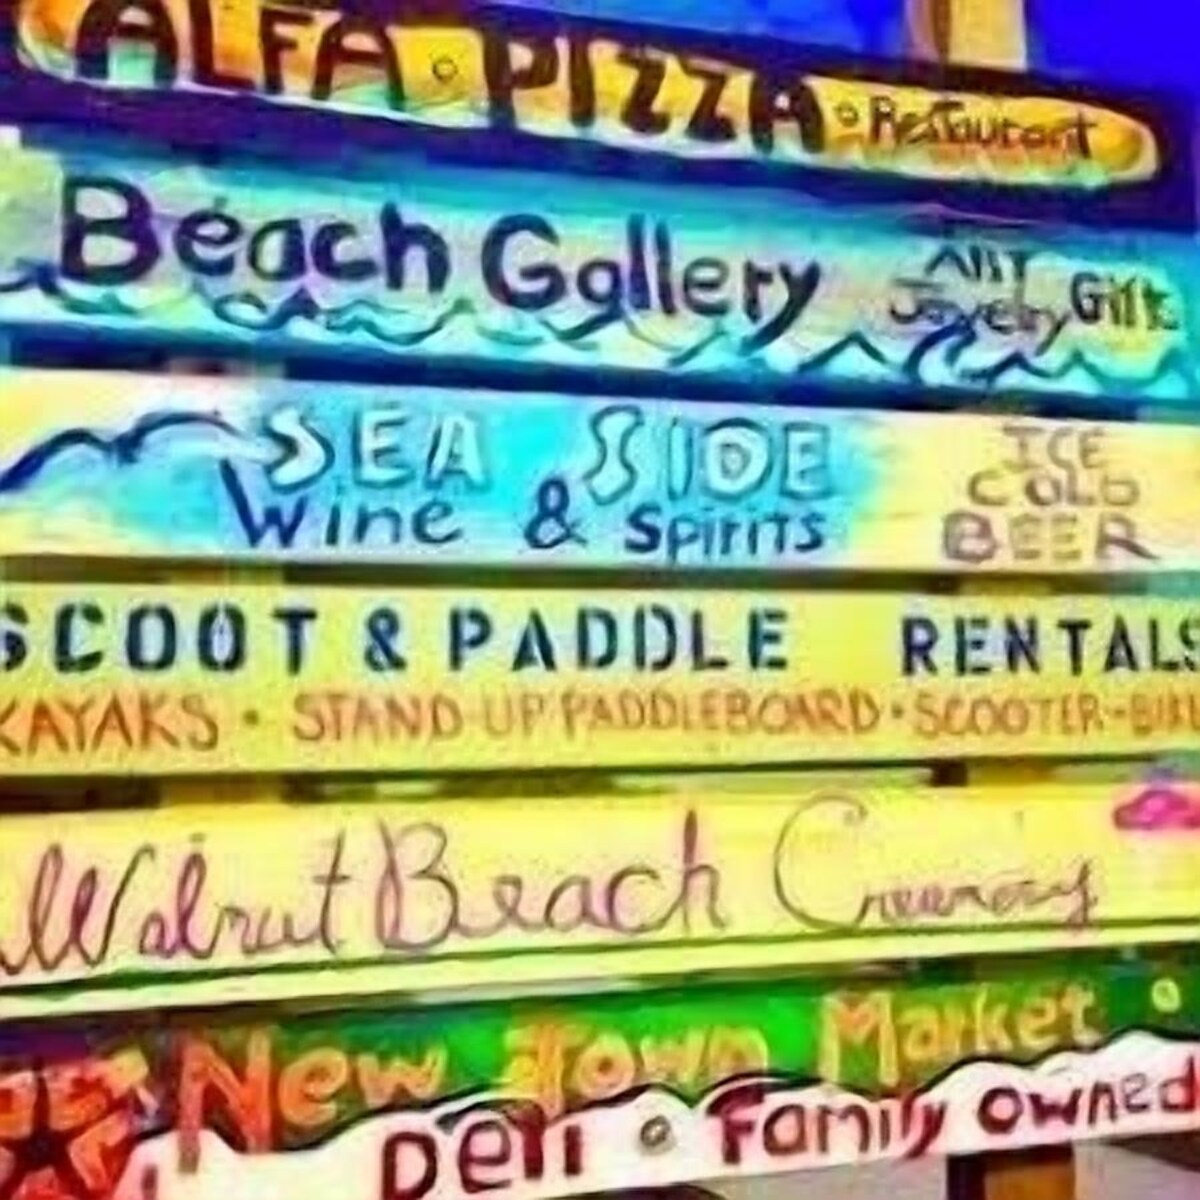 ALFA PIZZA Restaurant
Beach Gallery
ART
Jewelry Gifts
SEA SIDE
Wine & Spirits
ICE
COLD
BEER
SCOOT & PADDLE RENTALS
KAYAKS · STAND UP PADDLEBOARD · SCOOTER-
Walnut Beach Creamery
New Town Market
Deli Family owned